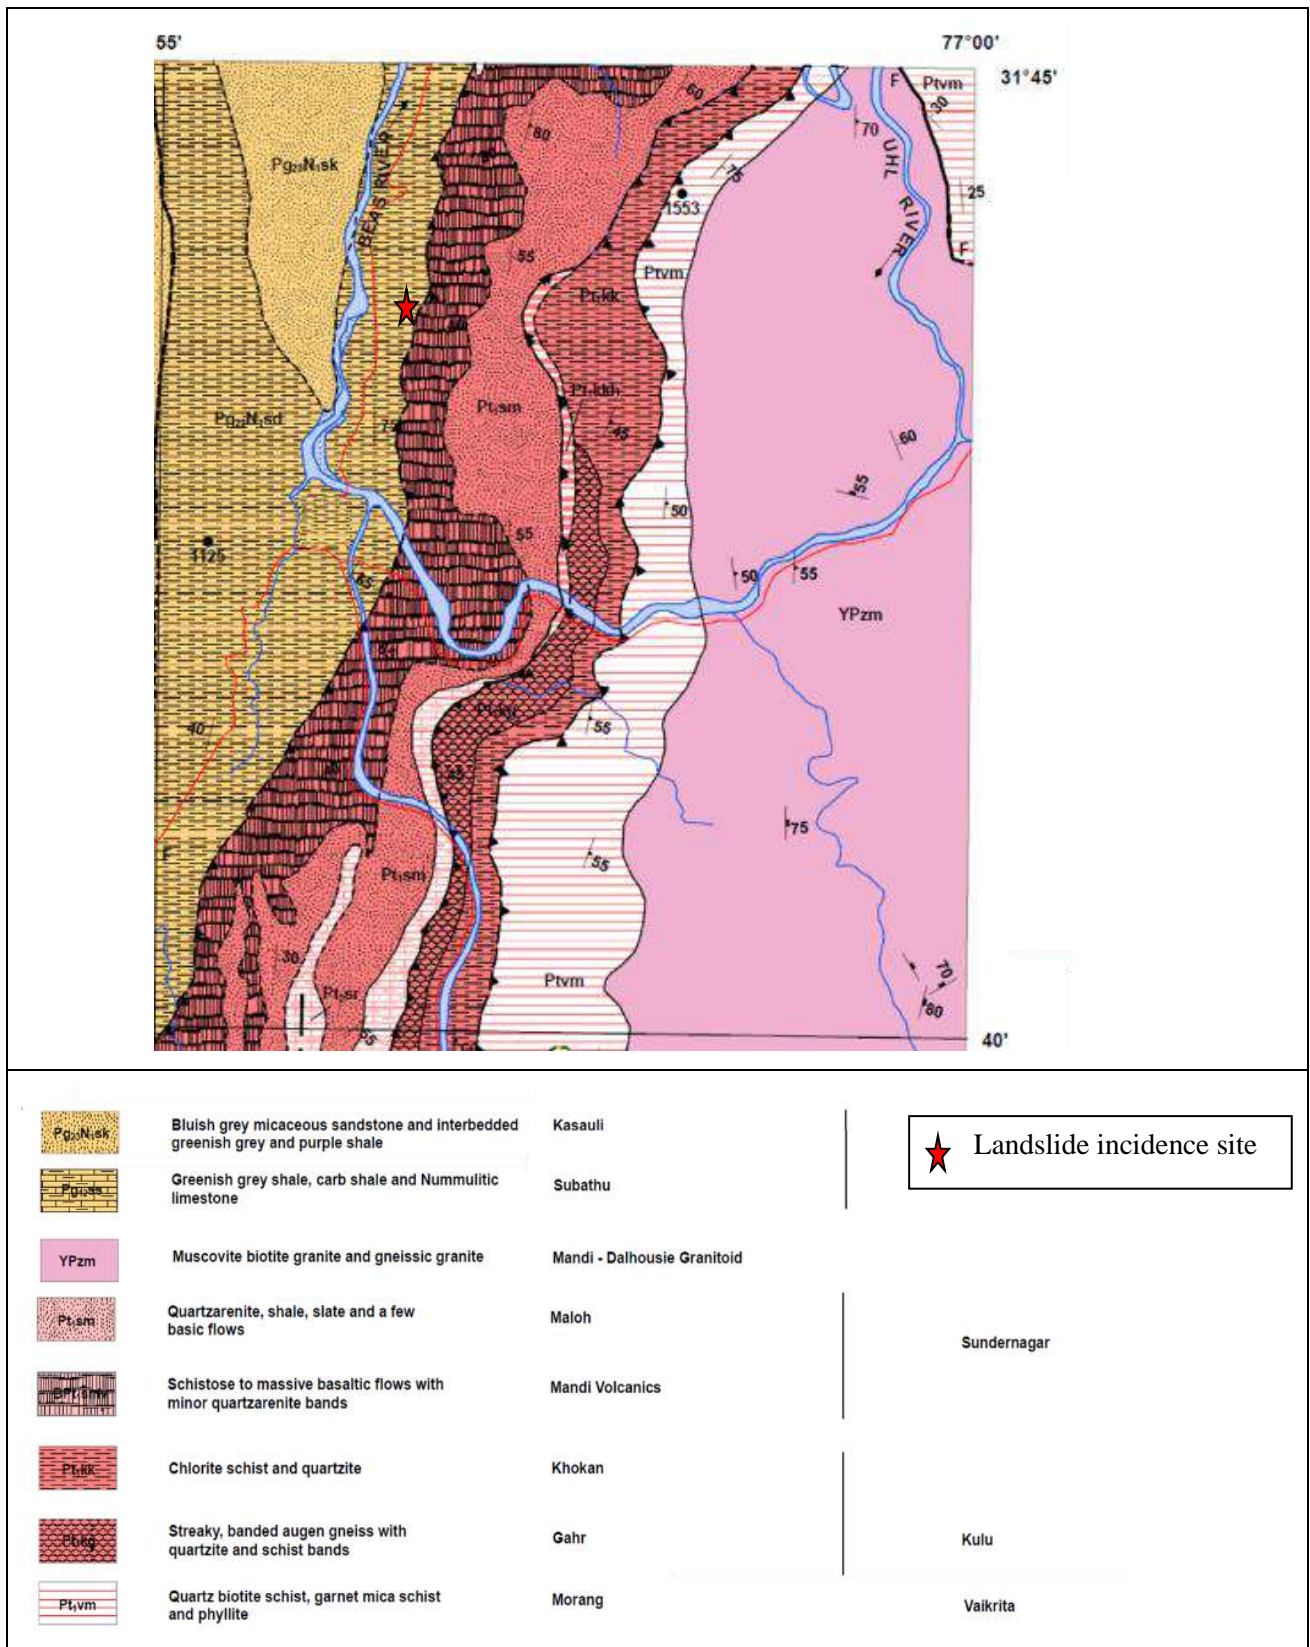 55'
77°00'
31°45'
F
Ptvm
30
60
80
70
Pg₂₃N₁sk
BEAS RIVER
UHL RIVER
75
25
1553
F
55
Ptvm
Pt₁kk
Pt₁sm
Pg₂₃N₁sd
45
60
55
50
55
1125
50
55
YPzm
65
40
55
75
55
Pt₁sm
30
Ptvm
70
80
65
40'
Pg₂₃N₁sk
Bluish grey micaceous sandstone and interbedded
greenish grey and purple shale
Kasauli
Landslide incidence site
Greenish grey shale, carb shale and Nummulitic
limestone
Subathu
YPzm
Muscovite biotite granite and gneissic granite
Mandi - Dalhousie Granitoid
Pt₁sm
Quartzarenite, shale, slate and a few
basic flows
Maloh
Sundernagar
Schistose to massive basaltic flows with
minor quartzarenite bands
Mandi Volcanics
Pt₁kk
Chlorite schist and quartzite
Khokan
Pt₁kg
Streaky, banded augen gneiss with
quartzite and schist bands
Gahr
Kulu
Pt₁vm
Quartz biotite schist, garnet mica schist
and phyllite
Morang
Vaikrita